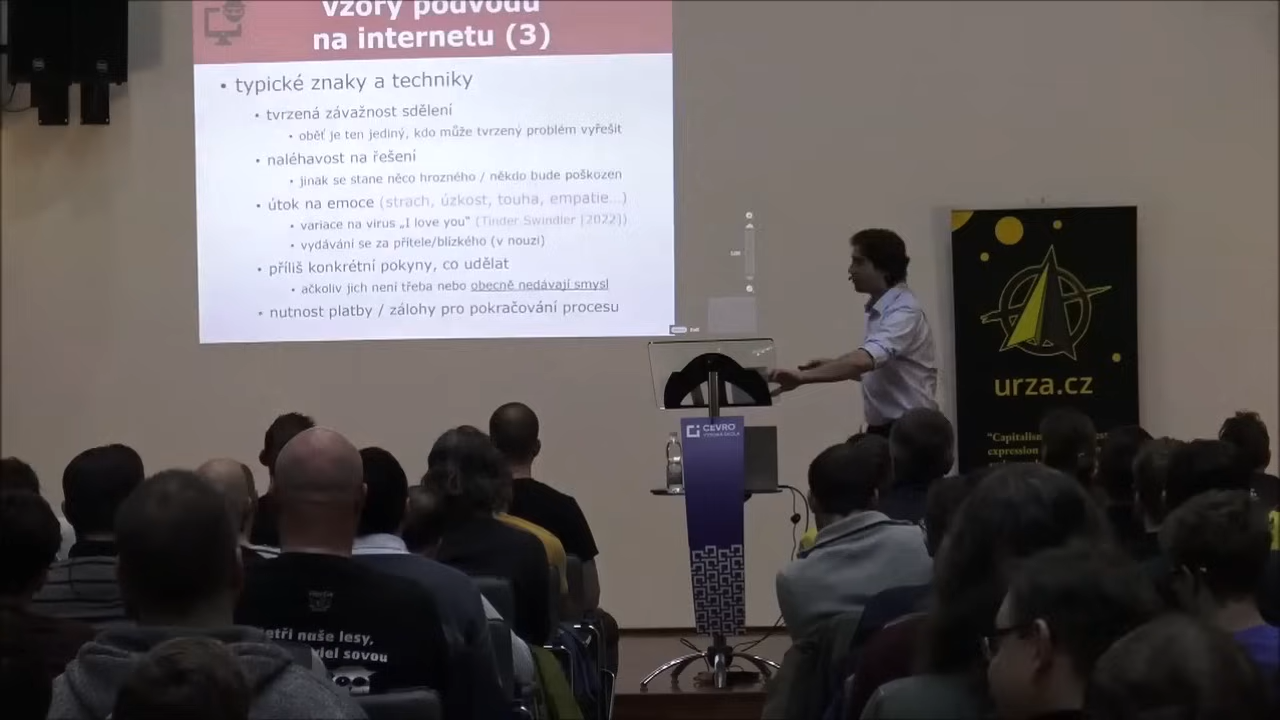 vzory podvodů
na internetu (3)
• typické znaky a techniky
• tvrzená závažnost sdělení
• oběť je ten jediný, kdo může tvrzený problém vyřešit
• naléhavost na řešení
• jinak se stane něco hrozného / někdo bude poškozen
• útok na emoce (strach, úzkost, touha, empatie...)
• variace na virus „I love you" (Tinder Swindler [2022])
• vydávání se za přítele/blízkého (v nouzi)
• příliš konkrétní pokyny, co udělat
• ačkoliv jich není třeba nebo obecně nedávají smysl
• nutnost platby / zálohy pro pokračování procesu
urza.cz
"Capitalism
expression
CEVRO
VYSOKÁ ŠKOLA
etři naše lesy,
del sovou